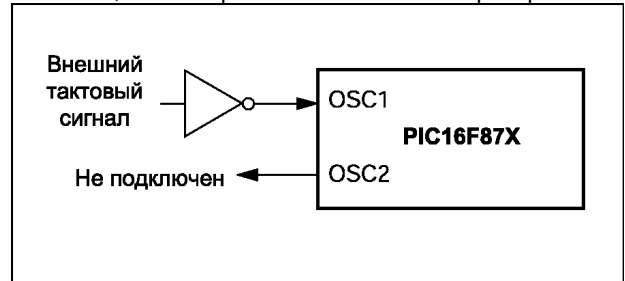 Внешний
тактовый
сигнал
OSC1
PIC16F87X
Не подключен
OSC2